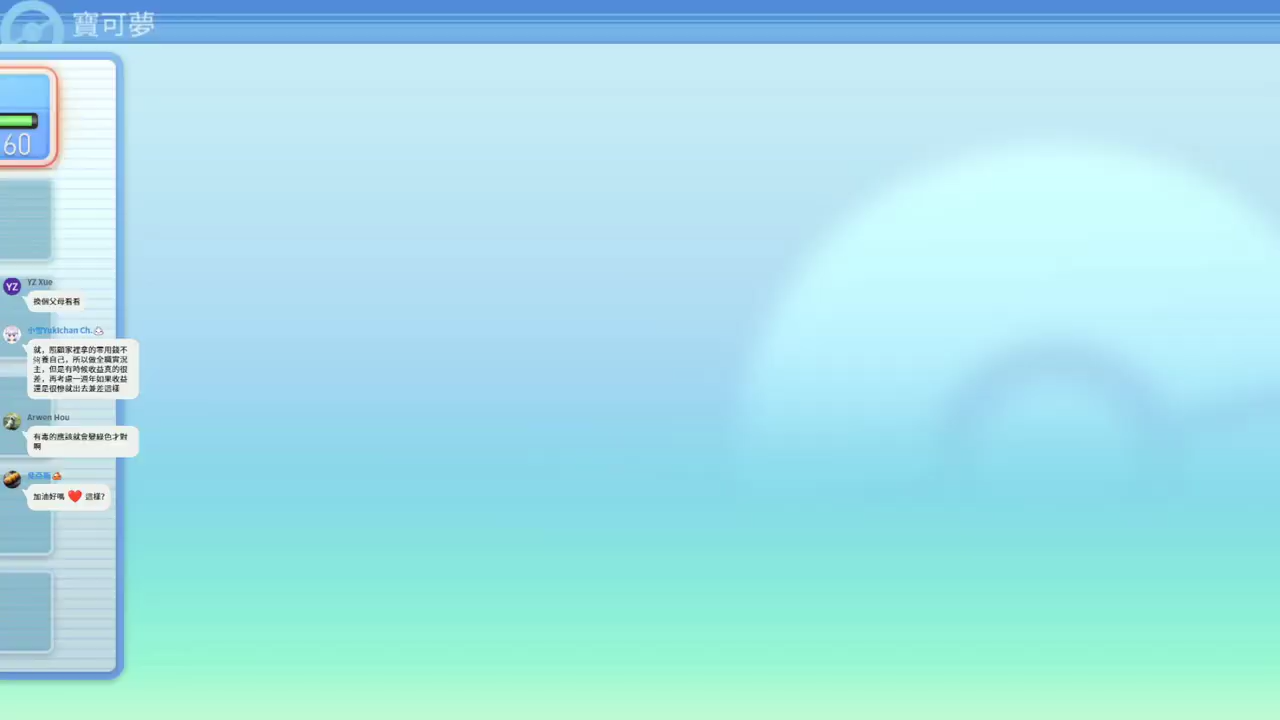 寶可夢
60
YZ
YZ Xue
換個父母看看
小雪Yukichan Ch.
就，照顧家裡拿的零用錢不
夠養自己，所以做全職實況
主，但是有時候收益真的很
差，再考慮一週年如果收益
還是很慘就出去兼差這樣
Arwen Hou
有毒的應該就會變綠色才對
啊
加油好嗎 ❤️ 這樣?